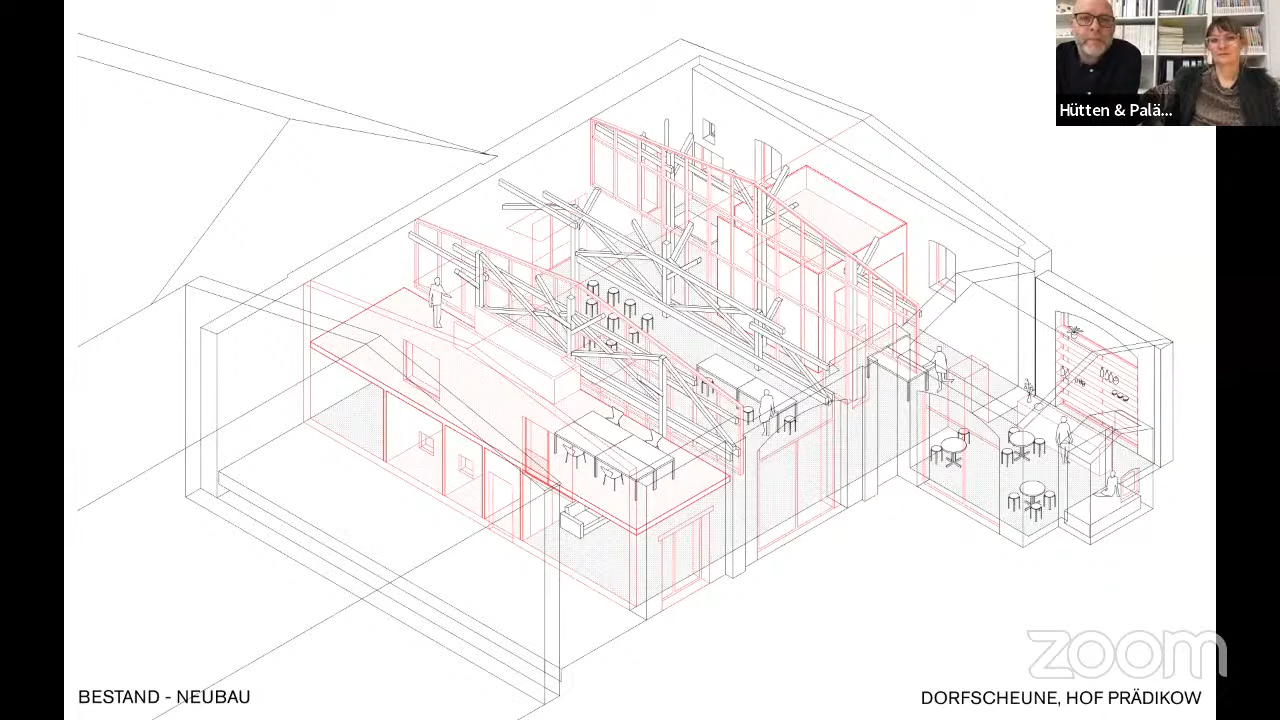 Hütten & Palä...
zoom
BESTAND - NEUBAU
DORFSCHEUNE, HOF PRÄDIKOW